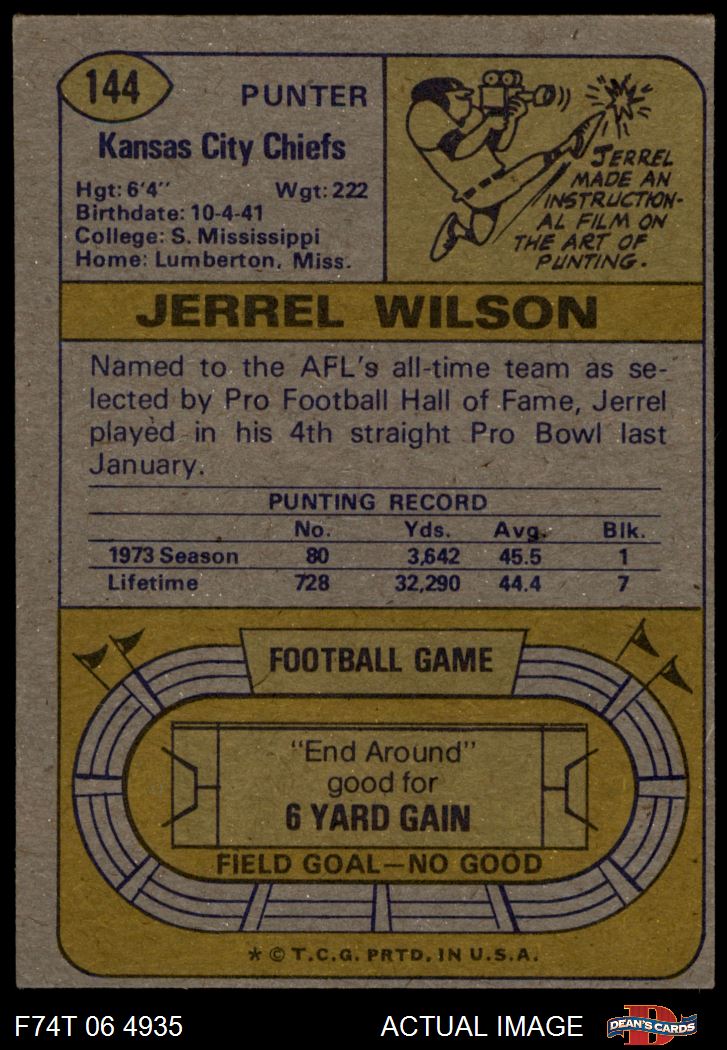 144
PUNTER
Kansas City Chiefs
Hgt: 6'4" Wgt: 222
Birthdate: 10-4-41
College: S. Mississippi
Home: Lumberton, Miss.
JERREL
MADE AN
INSTRUCTION-
AL FILM ON
THE ART OF
PUNTING.
JERREL WILSON
Named to the AFL's all-time team as se-
lected by Pro Football Hall of Fame, Jerrel
played in his 4th straight Pro Bowl last
January.
PUNTING RECORD
No. Yds. Avg. Blk.
1973 Season 80 3,642 45.5 1
Lifetime 728 32,290 44.4 7
FOOTBALL GAME
"End Around"
good for
6 YARD GAIN
FIELD GOAL—NO GOOD
* © T.C.G. PRTD. IN U.S.A.
F74T 06 4935 ACTUAL IMAGE
D
DEAN'S CARDS